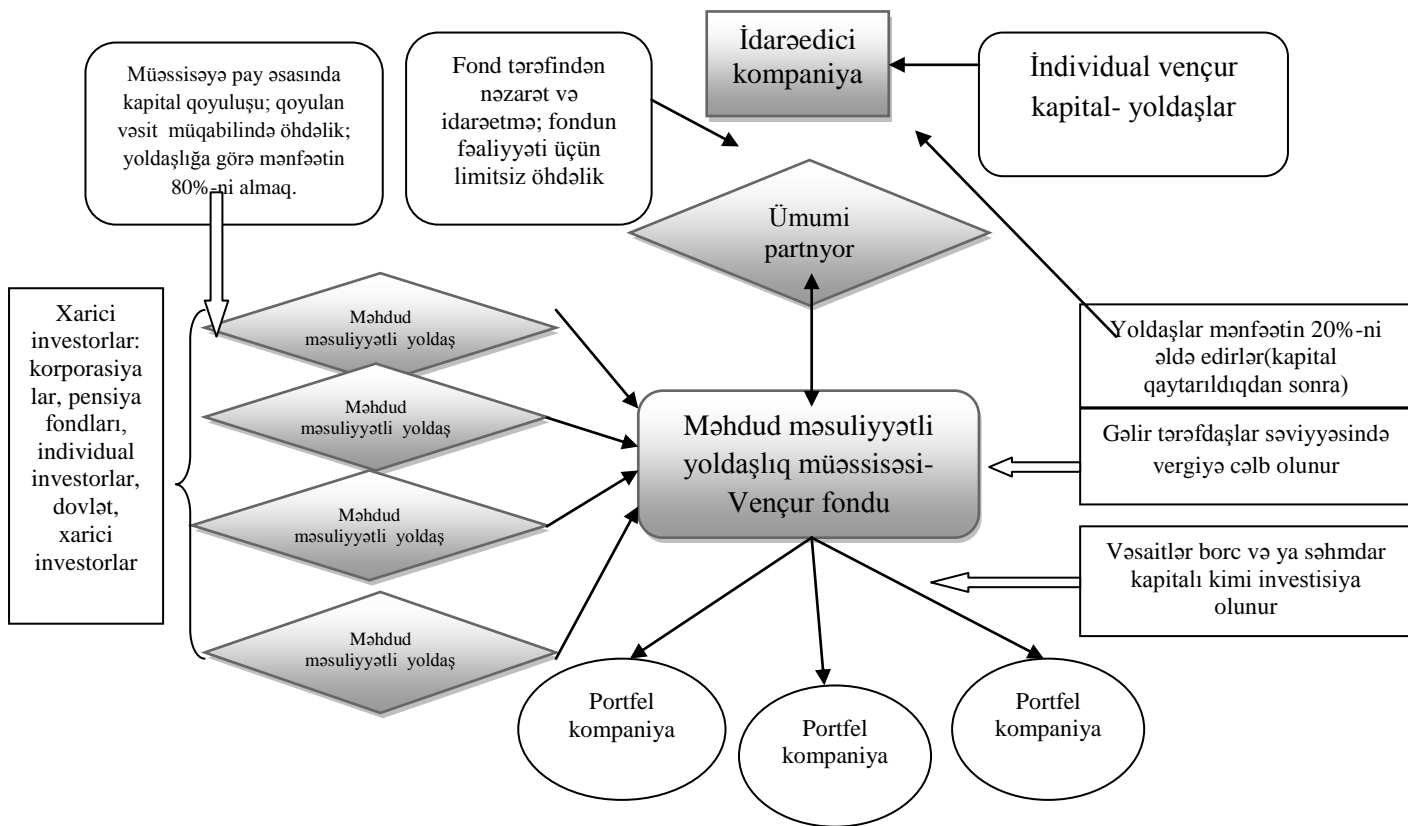 Müəssisəyə pay əsasında
kapital qoyuluşu; qoyulan
vəsit müqabilində öhdəlik;
yoldaşlığa görə mənfəətin
80%-ni almaq.
Fond tərəfindən
nəzarət və
idarəetmə; fondun
fəaliyyəti üçün
limitsiz öhdəlik
İdarəedici
kompaniya
İndividual vençur
kapital- yoldaşlar
Ümumi
partnyor
Xarici
investorlar:
korporasiya
lar, pensiya
fondları,
individual
investorlar,
dovlət,
xarici
investorlar
Məhdud
məsuliyyətli yoldaş
Məhdud
məsuliyyətli yoldaş
Məhdud
məsuliyyətli yoldaş
Məhdud
məsuliyyətli yoldaş
Məhdud məsuliyyətli
yoldaşlıq müəssisəsi-
Vençur fondu
Yoldaşlar mənfəətin 20%-ni
əldə edirlər(kapital
qaytarıldıqdan sonra)
Gəlir tərəfdaşlar səviyyəsində
vergiyə cəlb olunur
Vəsaitlər borc və ya səhmdar
kapitalı kimi investisiya
olunur
Portfel
kompaniya
Portfel
kompaniya
Portfel
kompaniya